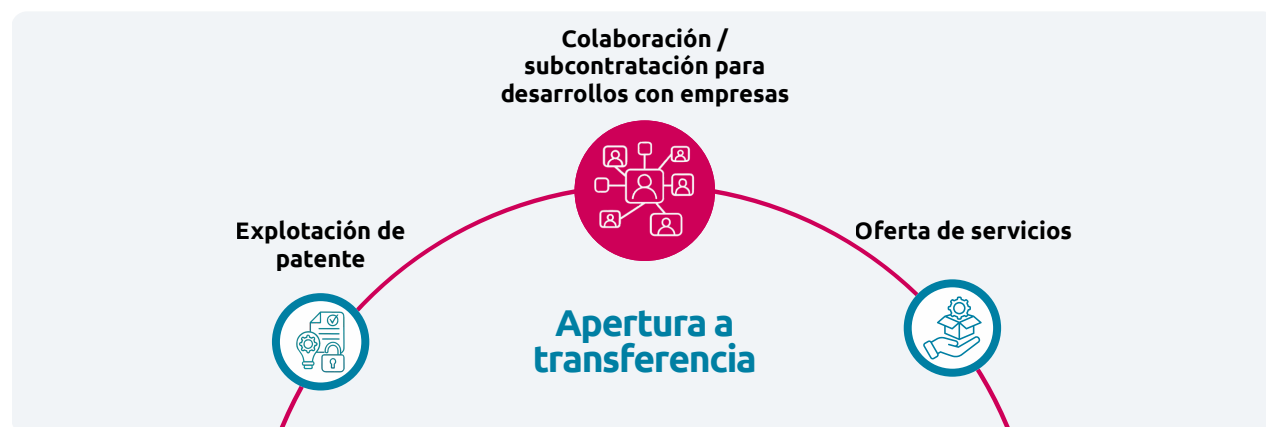 Colaboración /
subcontratación para
desarrollos con empresas
Explotación de
patente
Oferta de servicios
Apertura a
transferencia